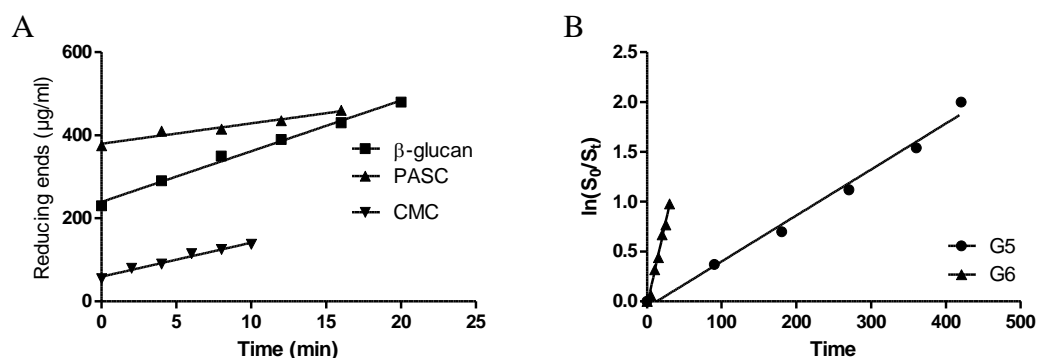 A
Reducing ends (µg/ml)
600
400
200
0
0 5 10 15 20 25
Time (min)
β-glucan
PASC
CMC
B
ln(S0/St)
2.5
2.0
1.5
1.0
0.5
0.0
0 100 200 300 400 500
Time
G5
G6